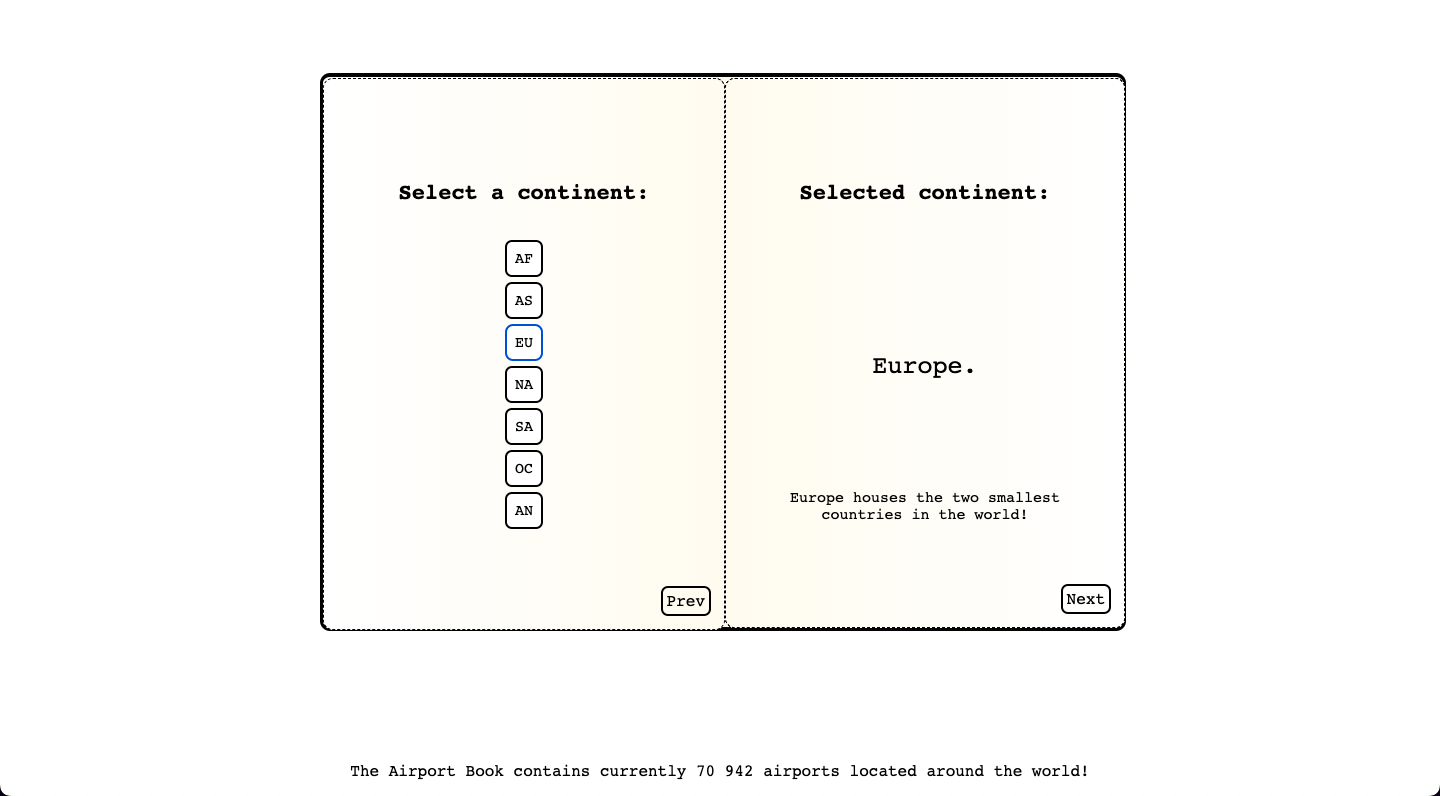 Select a continent:
AF
AS
EU
NA
SA
OC
AN
Prev
Selected continent:
Europe.
Europe houses the two smallest
countries in the world!
Next
The Airport Book contains currently 70 942 airports located around the world!